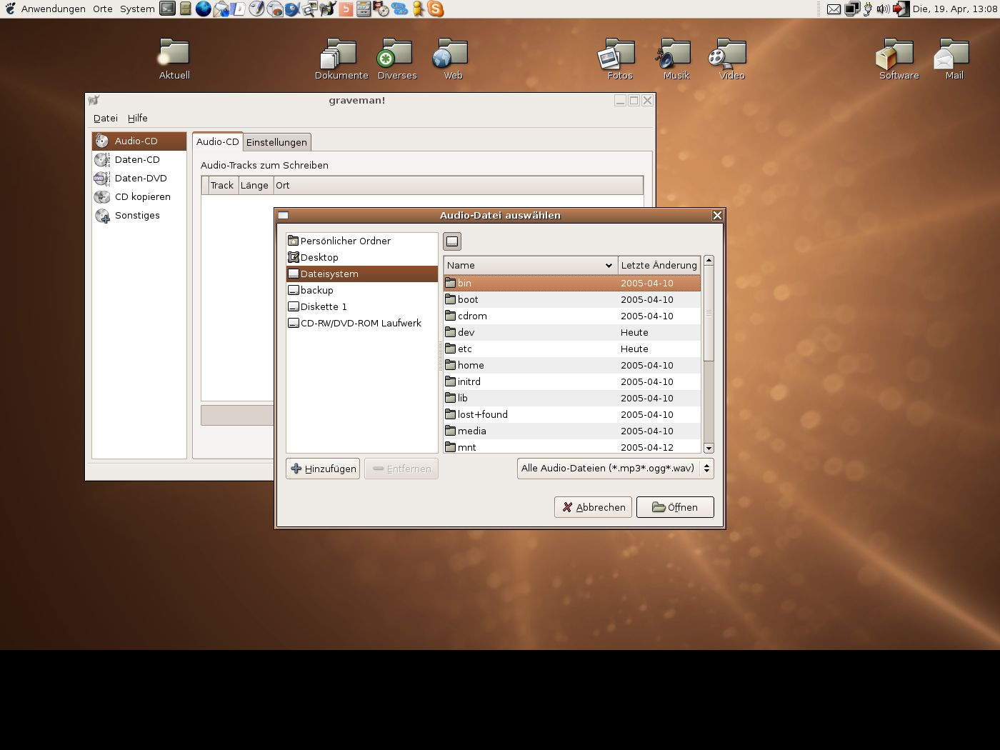 Anwendungen Orte System Die, 19. Apr, 13:08
Aktuell Dokumente Diverses Web Fotos Musik Video Software Mail
graveman!
Datei Hilfe
Audio-CD
Daten-CD
Daten-DVD
CD kopieren
Sonstiges
Audio-CD Einstellungen
Audio-Tracks zum Schreiben
Track Länge Ort
Audio-Datei auswählen
Persönlicher Ordner
Desktop
Dateisystem
backup
Diskette 1
CD-RW/DVD-ROM Laufwerk
Name Letzte Änderung
bin 2005-04-10
boot 2005-04-10
cdrom 2005-04-10
dev Heute
etc Heute
home 2005-04-10
initrd 2005-04-10
lib 2005-04-10
lost+found 2005-04-10
media 2005-04-10
mnt 2005-04-12
Hinzufügen Entfernen Alle Audio-Dateien (*.mp3*.ogg*.wav)
Abbrechen Öffnen